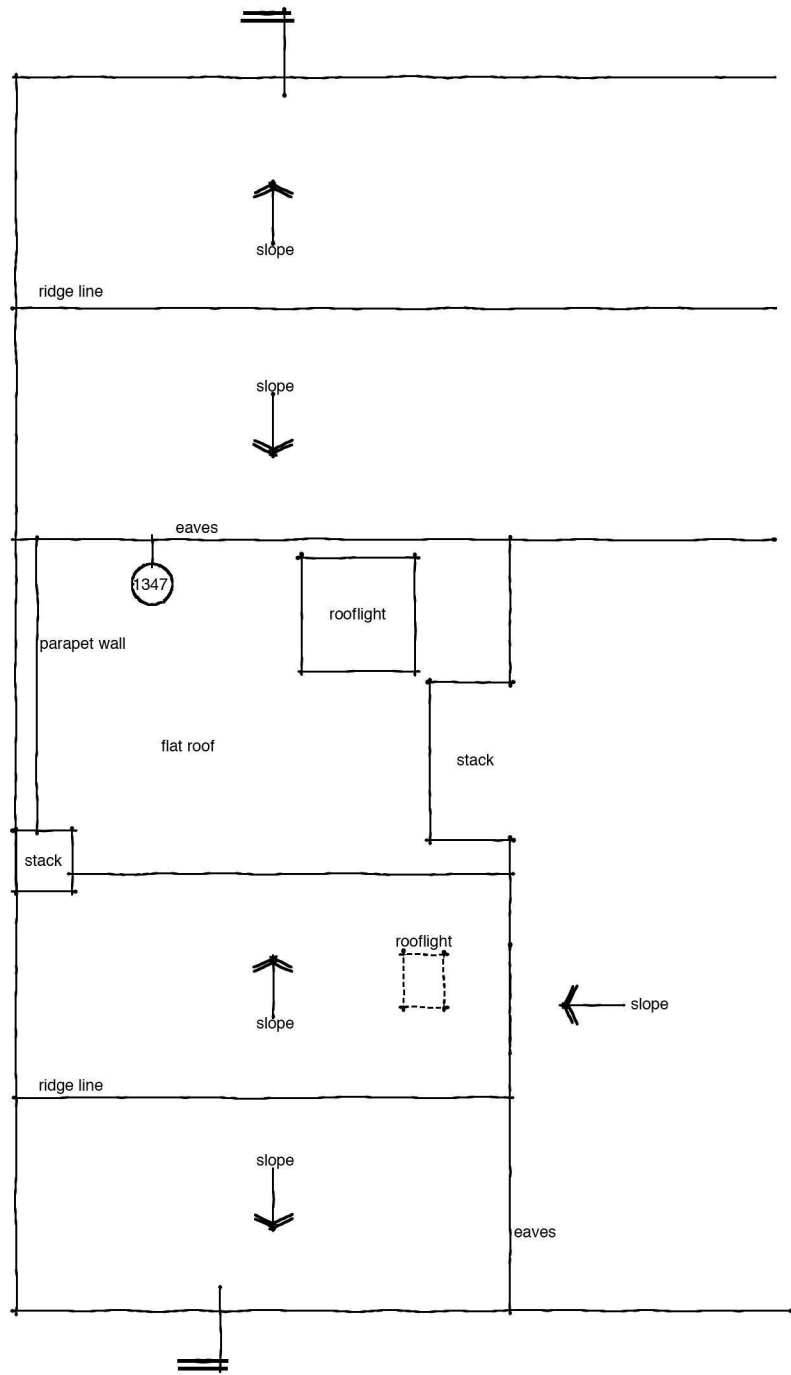 slope
ridge line
slope
eaves
1347
rooflight
parapet wall
flat roof
stack
stack
rooflight
slope
slope
ridge line
slope
eaves